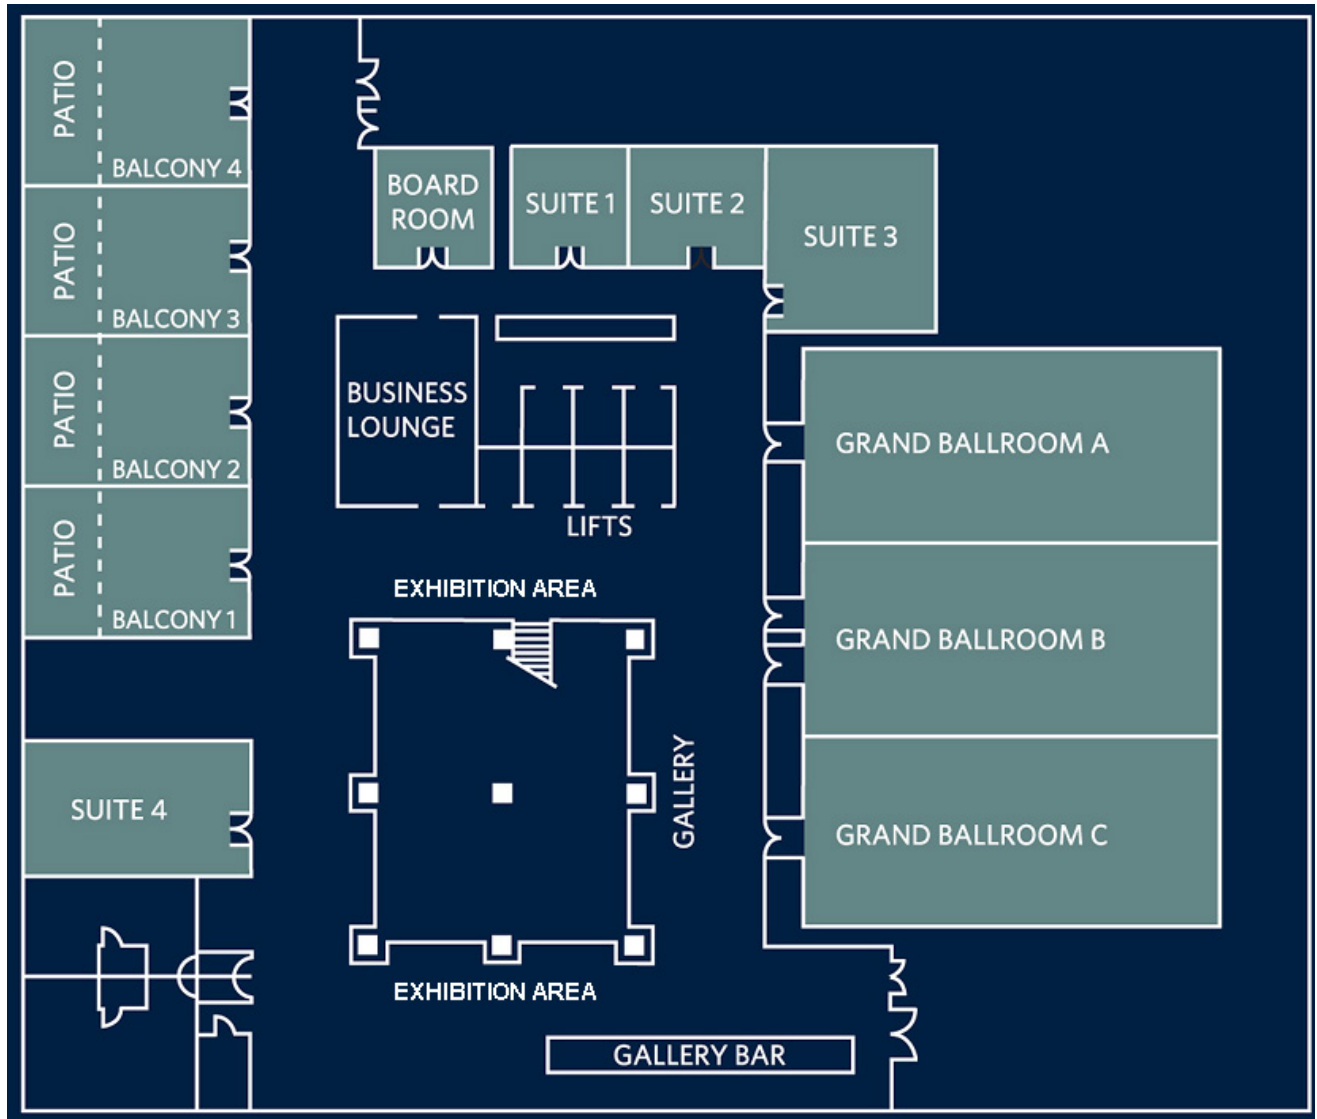 PATIO
BALCONY 4
PATIO
BALCONY 3
PATIO
BALCONY 2
PATIO
BALCONY 1
BOARD
ROOM
SUITE 1
SUITE 2
SUITE 3
BUSINESS
LOUNGE
LIFTS
GRAND BALLROOM A
EXHIBITION AREA
GRAND BALLROOM B
GALLERY
SUITE 4
GRAND BALLROOM C
EXHIBITION AREA
GALLERY BAR